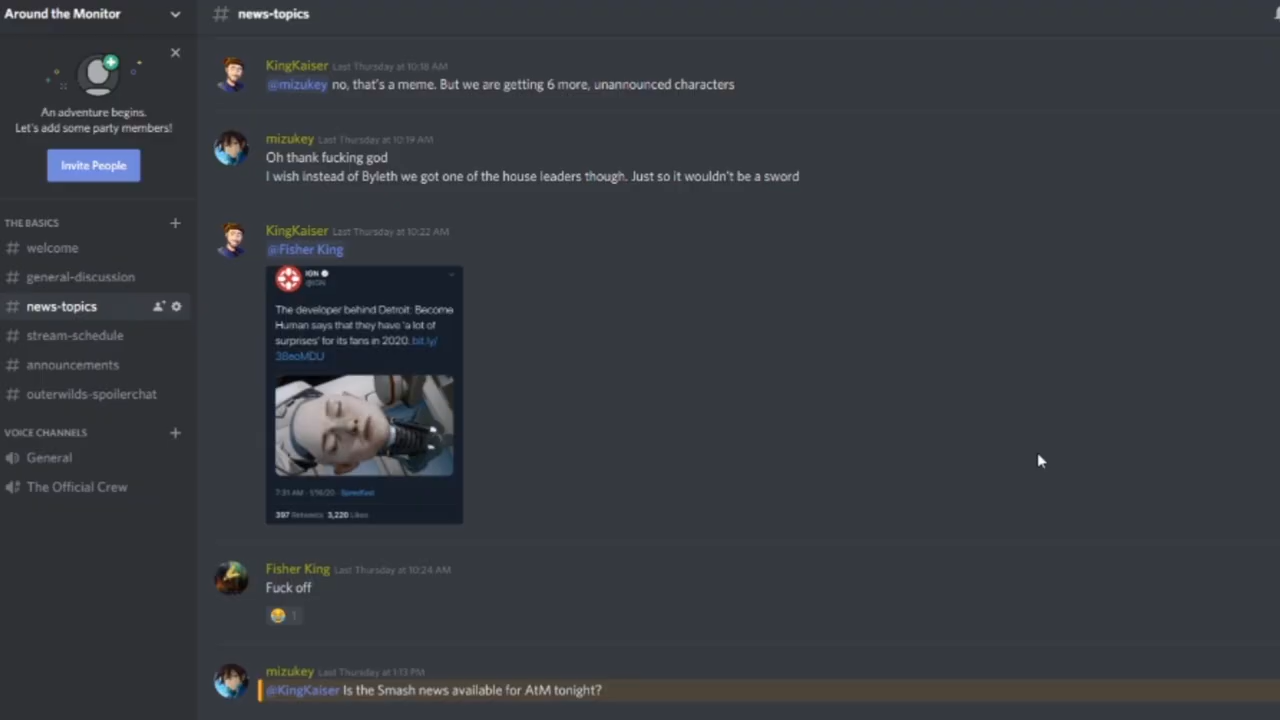 Around the Monitor
# news-topics
An adventure begins.
Let's add some party members!
Invite People
THE BASICS
# welcome
# general-discussion
# news-topics
# stream-schedule
# announcements
# outerwilds-spoilerchat
VOICE CHANNELS
General
The Official Crew
KingKaiser Last Thursday at 10:18 AM
@mizukey no, that's a meme. But we are getting 6 more, unannounced characters
mizukey Last Thursday at 10:19 AM
Oh thank fucking god
I wish instead of Byleth we got one of the house leaders though. Just so it wouldn't be a sword
KingKaiser Last Thursday at 10:22 AM
@Fisher King
IGN
@IGN
The developer behind Detroit: Become
Human says that they have 'a lot of
surprises' for its fans in 2020. bit.ly/
7:31 AM · 1/16/20 ·
397 Retweets 3,220 Likes
Fisher King Last Thursday at 10:24 AM
Fuck off
1
mizukey Last Thursday at 1:13 PM
@KingKaiser Is the Smash news available for AtM tonight?